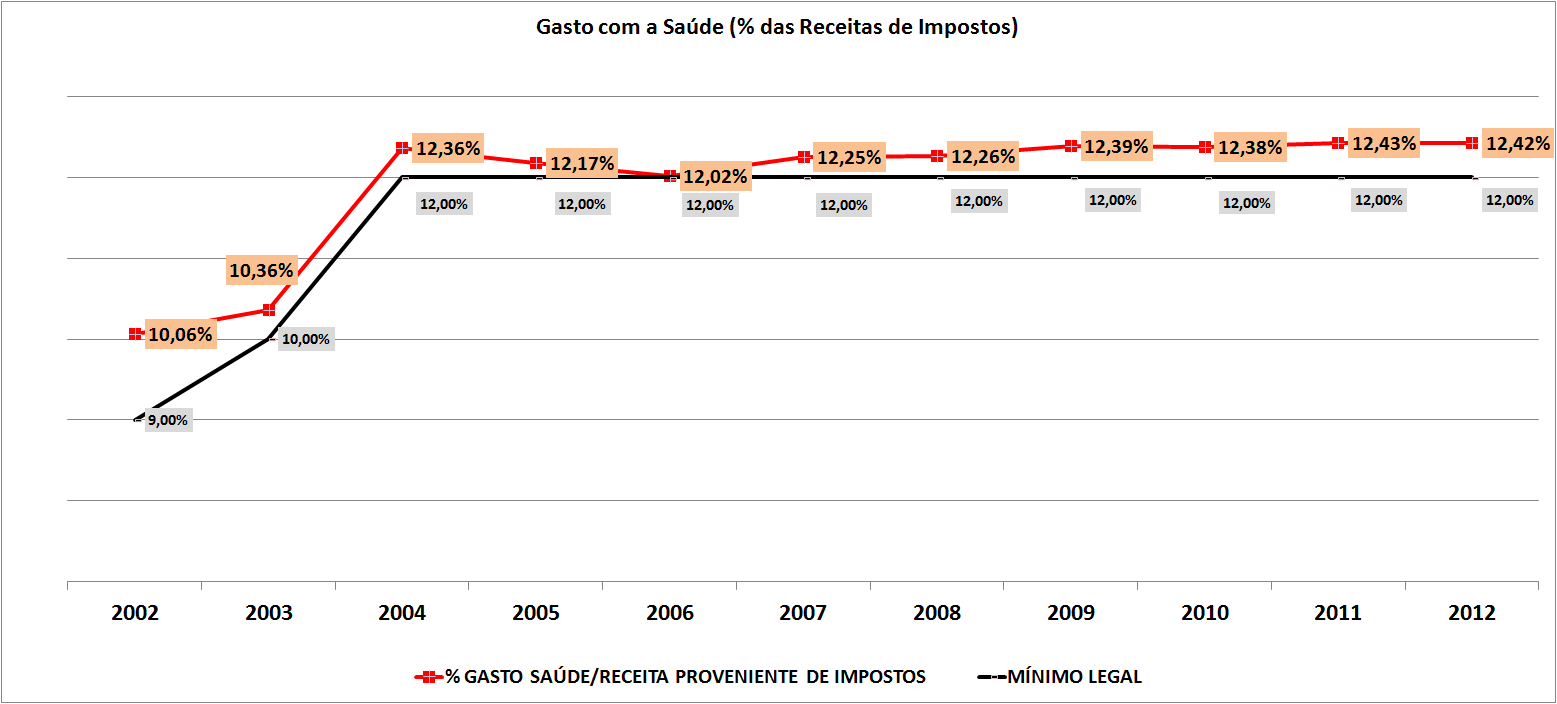 Gasto com a Saúde (% das Receitas de Impostos)
12,36% 12,17% 12,02% 12,25% 12,26% 12,39% 12,38% 12,43% 12,42%
12,00% 12,00% 12,00% 12,00% 12,00% 12,00% 12,00% 12,00% 12,00%
10,36%
10,06% 10,00%
9,00%
2002 2003 2004 2005 2006 2007 2008 2009 2010 2011 2012
% GASTO SAÚDE/RECEITA PROVENIENTE DE IMPOSTOS MÍNIMO LEGAL